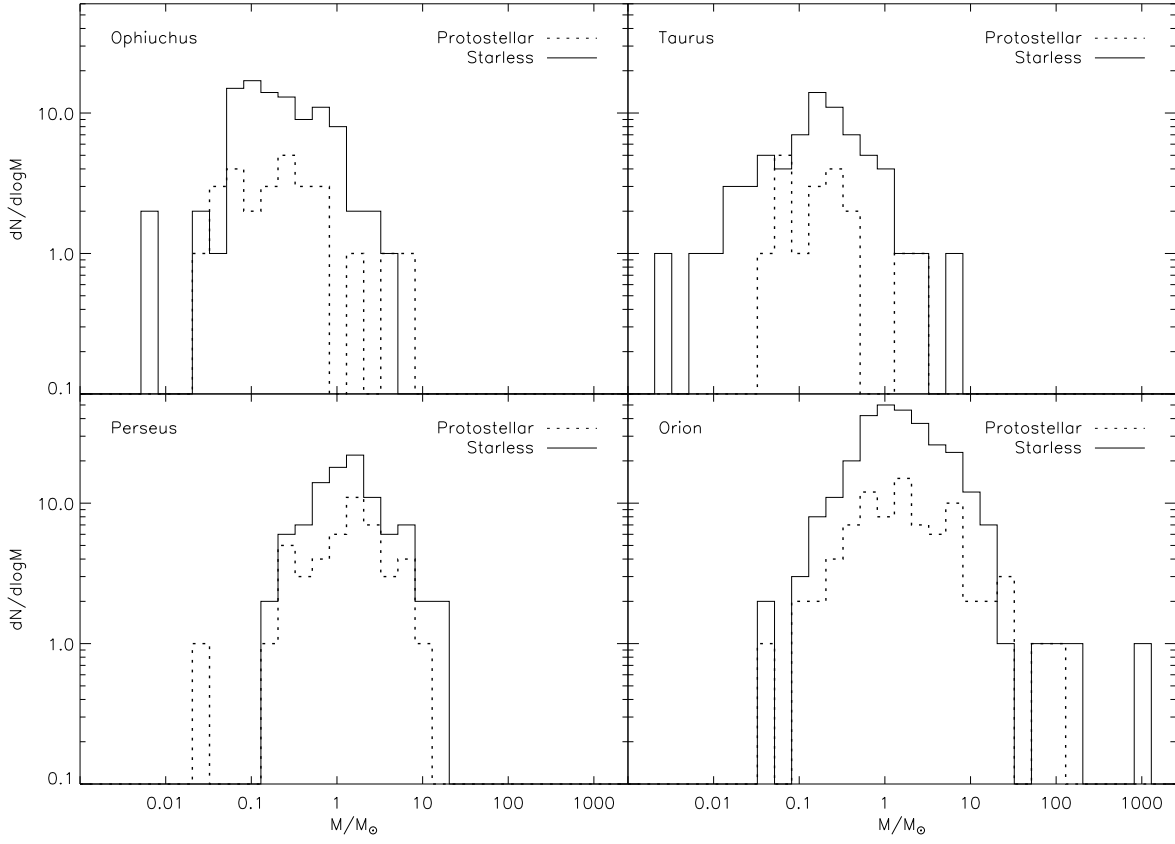 Ophiuchus
Protostellar
Starless
Taurus
Protostellar
Starless
10.0
1.0
0.1
dN/dlogM
Perseus
Protostellar
Starless
Orion
Protostellar
Starless
10.0
1.0
0.1
dN/dlogM
0.01 0.1 1 10 100 1000
0.01 0.1 1 10 100 1000
M/M☉
M/M☉